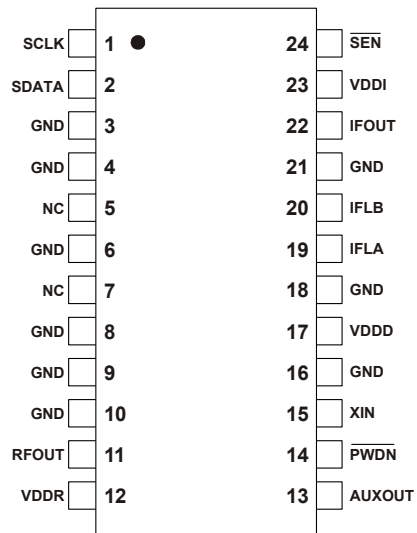 SCLK 1 24 SEN
SDATA 2 23 VDDI
GND 3 22 IFOUT
GND 4 21 GND
NC 5 20 IFLB
GND 6 19 IFLA
NC 7 18 GND
GND 8 17 VDDD
GND 9 16 GND
GND 10 15 XIN
RFOUT 11 14 PWDN
VDDR 12 13 AUXOUT